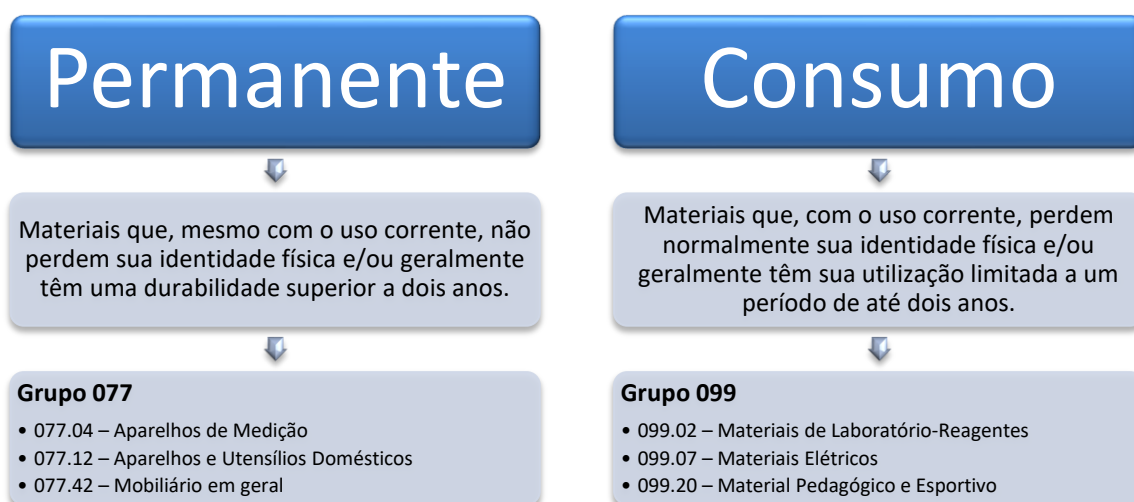 Permanente
Materiais que, mesmo com o uso corrente, não
perdem sua identidade física e/ou geralmente
têm uma durabilidade superior a dois anos.
Grupo 077
• 077.04 – Aparelhos de Medição
• 077.12 – Aparelhos e Utensílios Domésticos
• 077.42 – Mobiliário em geral
Consumo
Materiais que, com o uso corrente, perdem
normalmente sua identidade física e/ou
geralmente têm sua utilização limitada a um
período de até dois anos.
Grupo 099
• 099.02 – Materiais de Laboratório-Reagentes
• 099.07 – Materiais Elétricos
• 099.20 – Material Pedagógico e Esportivo